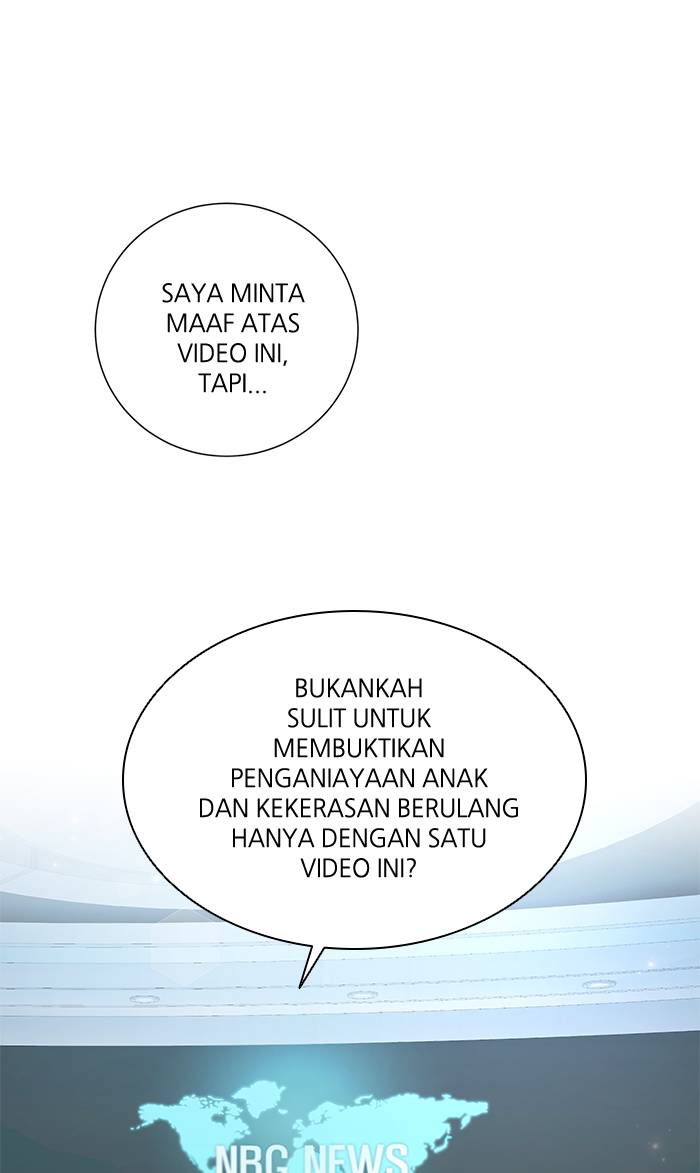 SAYA MINTA
MAAF ATAS
VIDEO INI,
TAPI...
BUKANKAH
SULIT UNTUK
MEMBUKTIKAN
PENGANIAYAAN ANAK
DAN KEKERASAN BERULANG
HANYA DENGAN SATU
VIDEO INI?
NBG NEWS